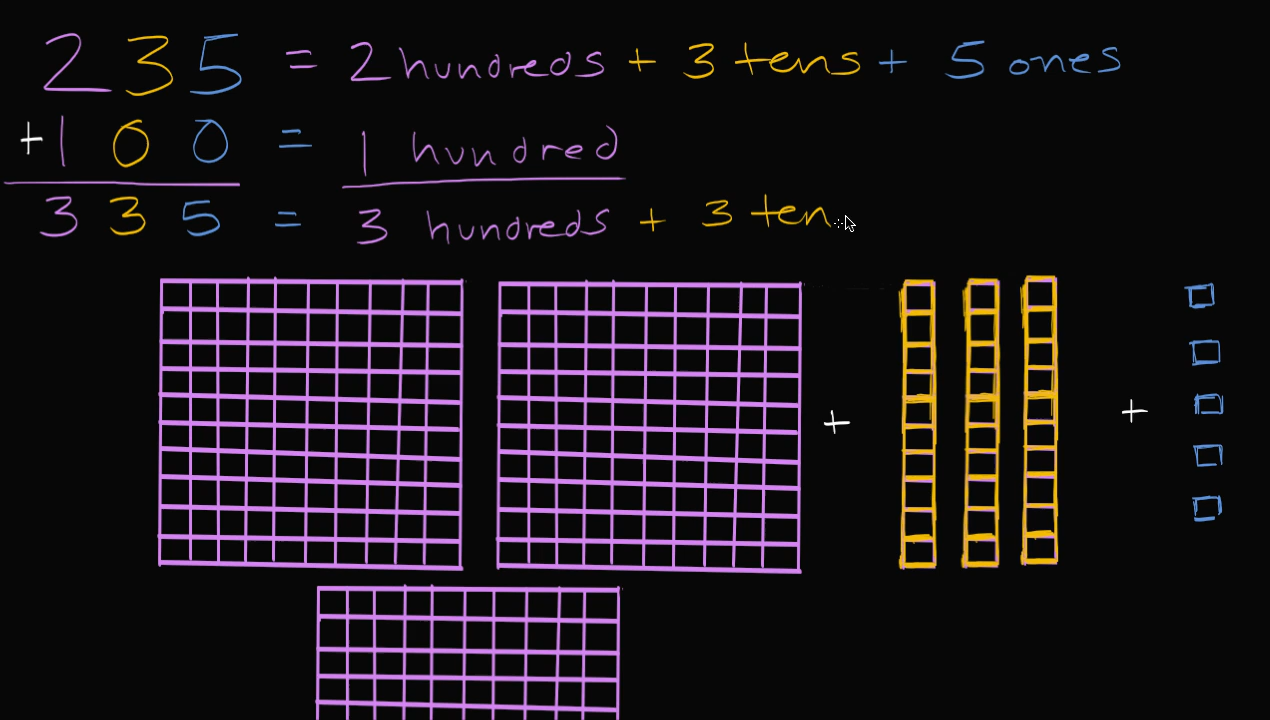 235 = 2 hundreds + 3 tens + 5 ones
+100 = 1 hundred
335 = 3 hundreds + 3 ten
+ +